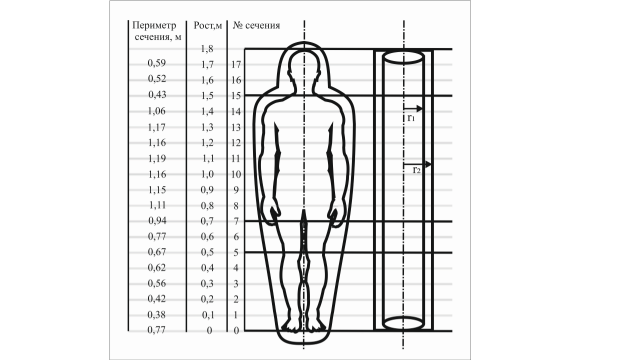 Периметр Рост,м № сечения
сечения, м
1,8
0,59 1,7 17
0,52 1,6 16
0,43 1,5 15
1,06 1,4 14
1,17 1,3 13
1,16 1,2 12
1,19 1,1 11
1,16 1,0 10
1,15 0,9 9
1,11 0,8 8
0,94 0,7 7
0,77 0,6 6
0,67 0,5 5
0,62 0,4 4
0,56 0,3 3
0,42 0,2 2
0,38 0,1 1
0,77 0 0
r₁
r₂